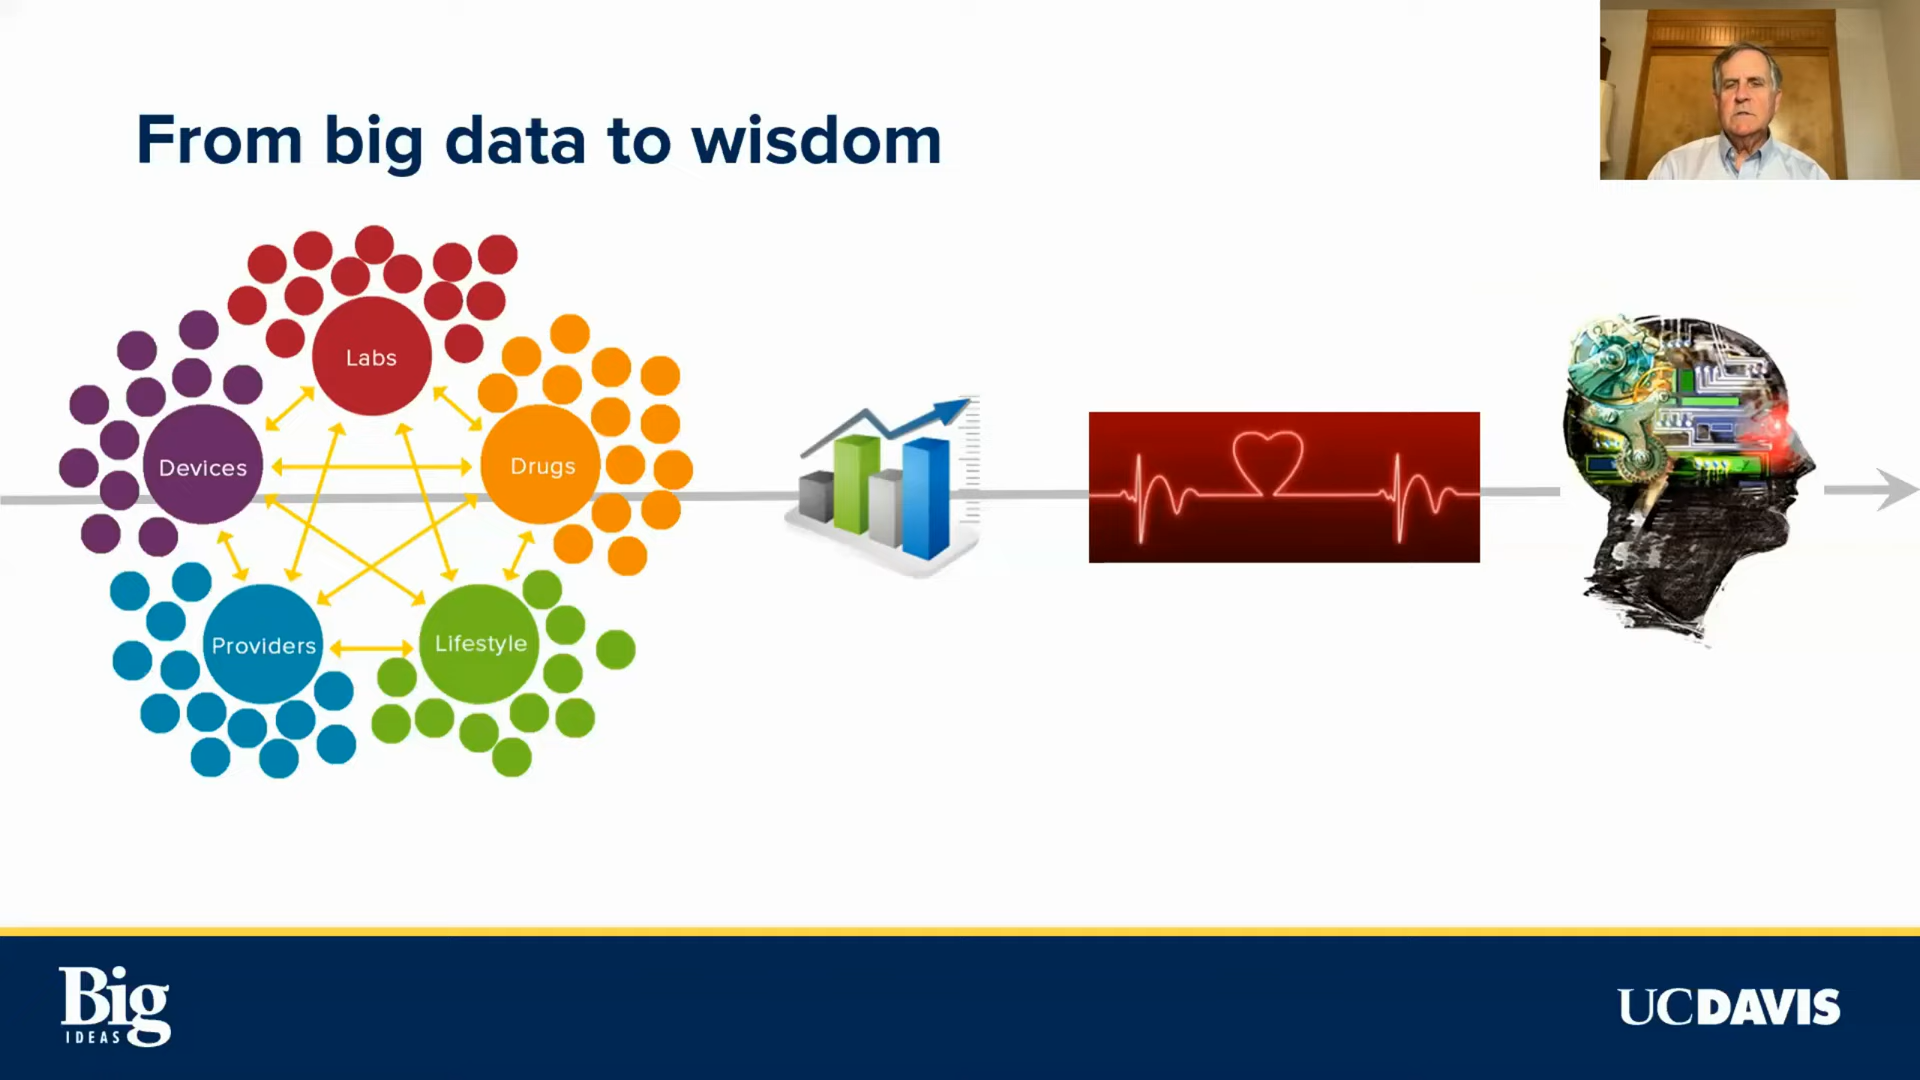 From big data to wisdom
Labs
Devices
Drugs
Providers
Lifestyle
Big
IDEAS
UCDAVIS